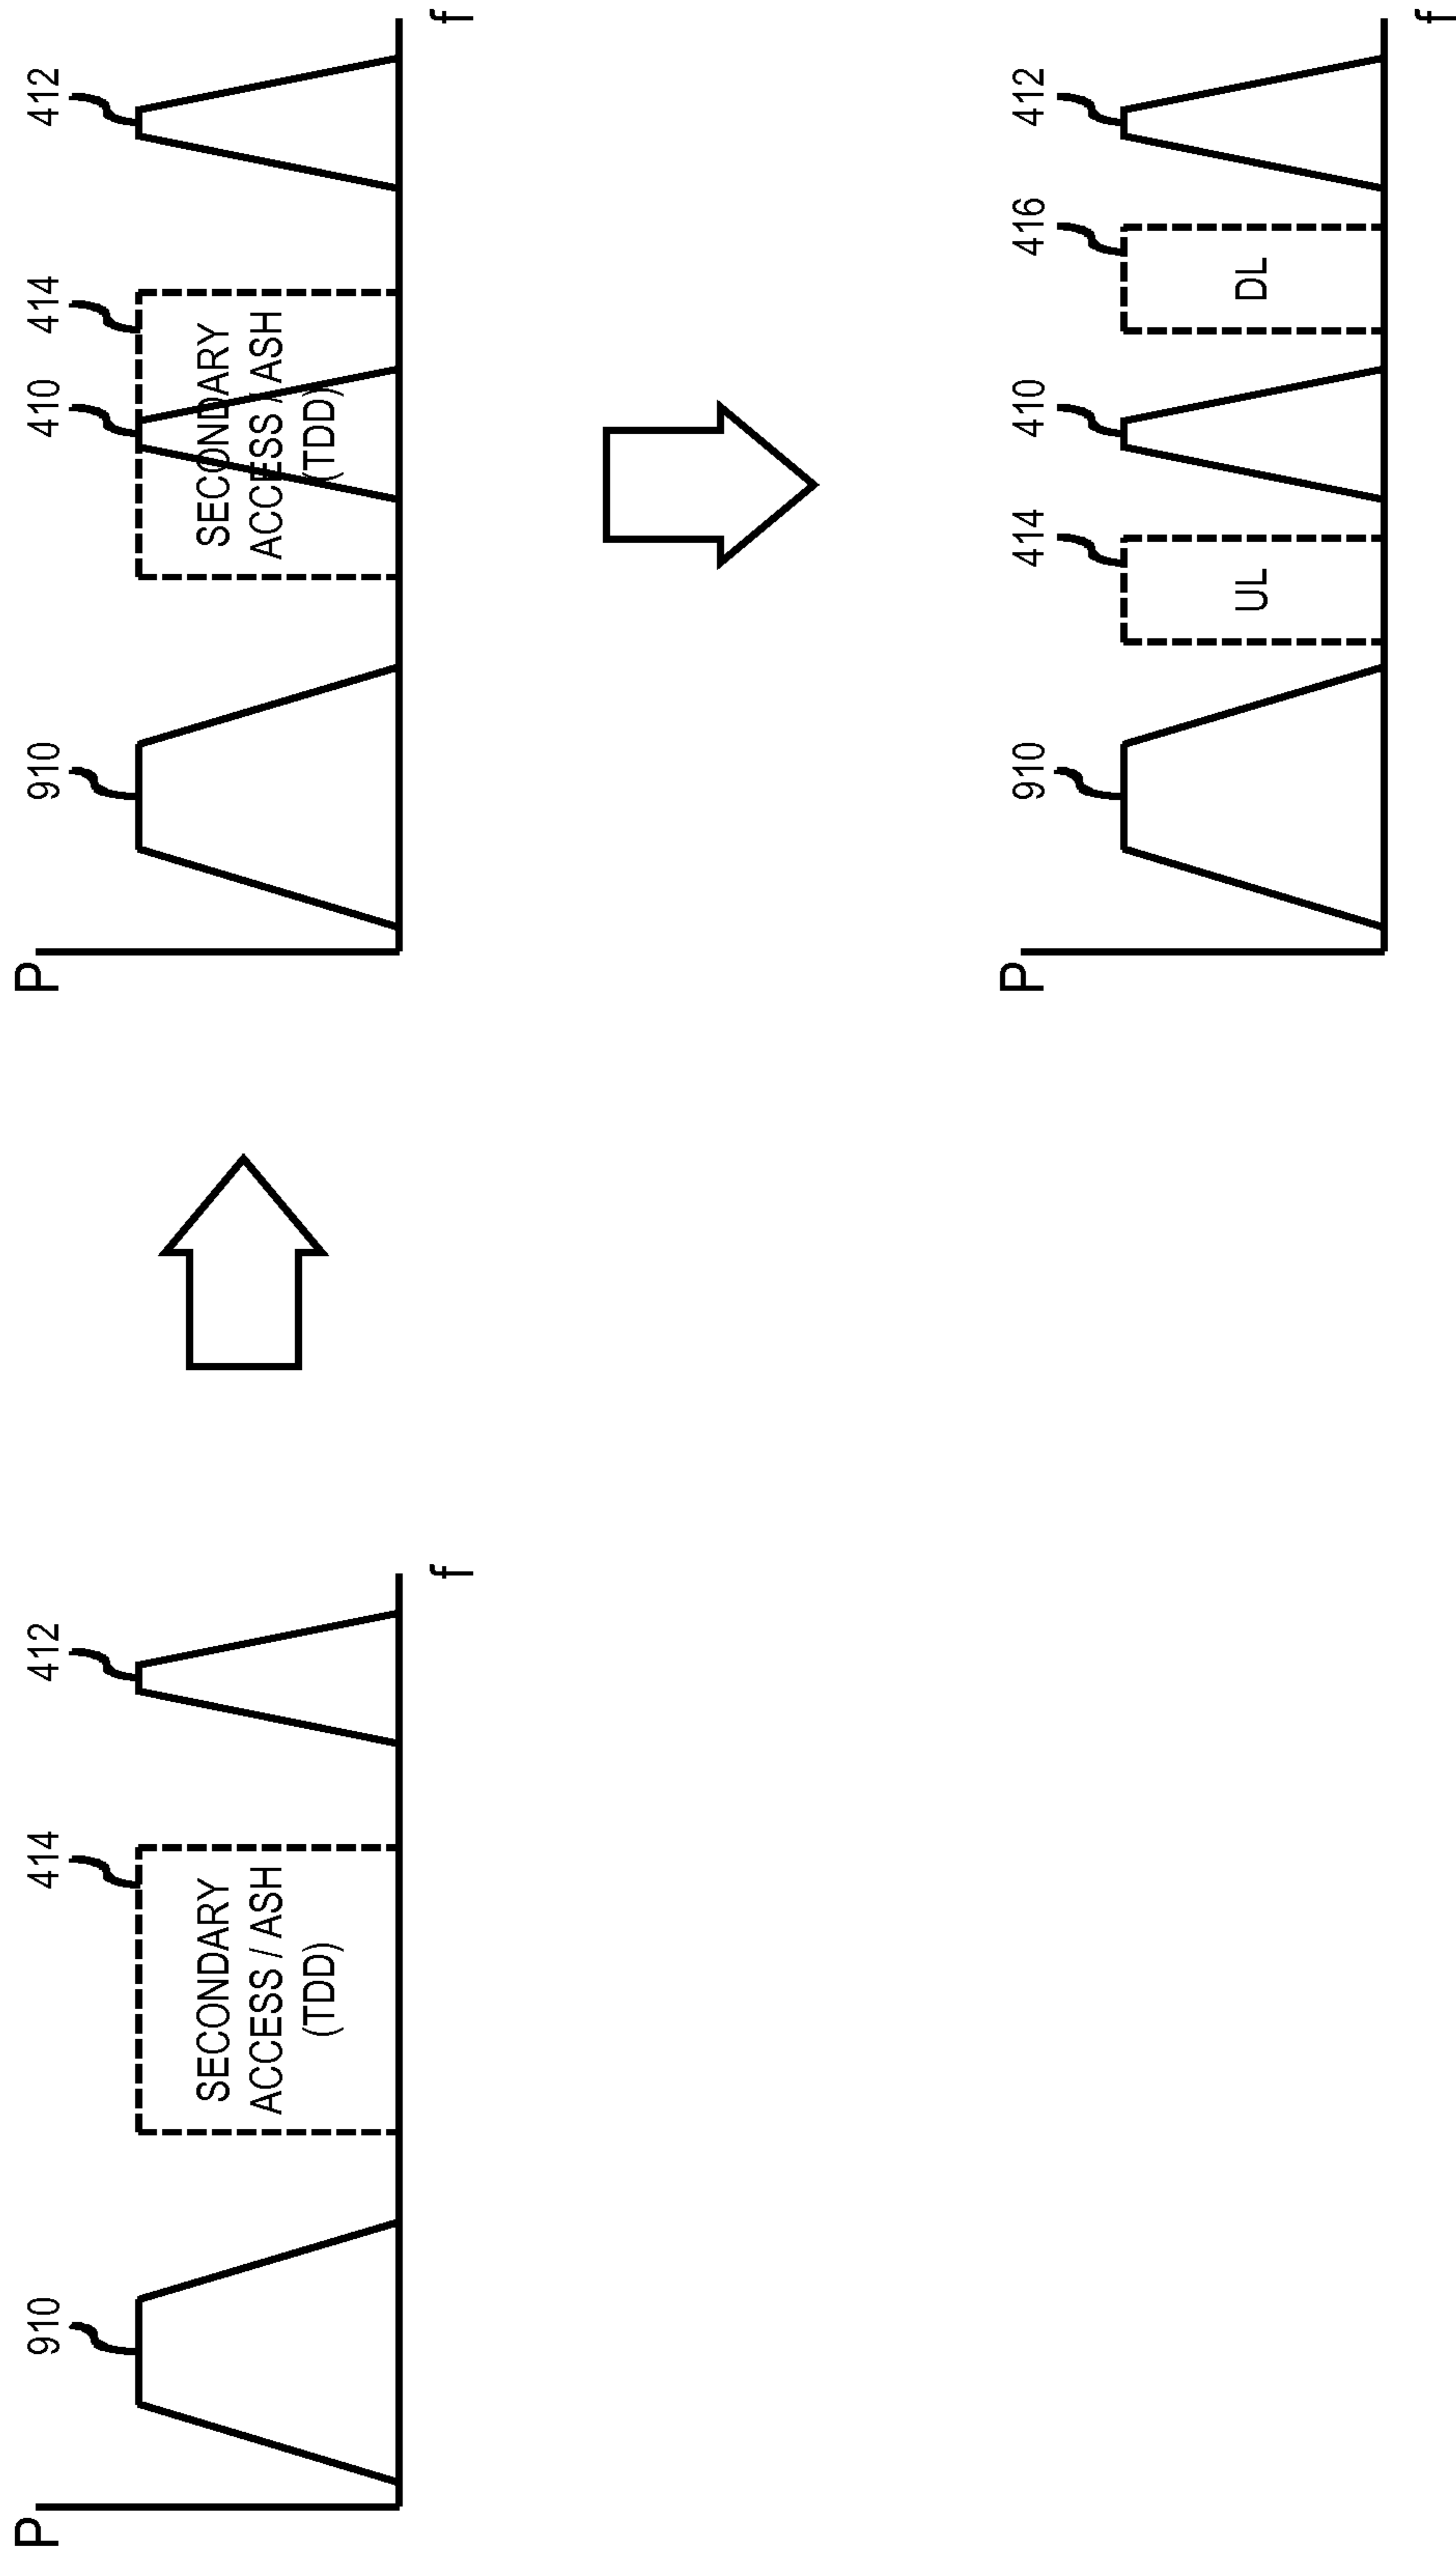 P
910
414
412
SECONDARY
ACCESS / ASH
(TDD)
f
P
910
410
414
412
SECONDARY
ACCESS / ASH
(TDD)
f
P
910
414
410
416
412
UL
DL
f